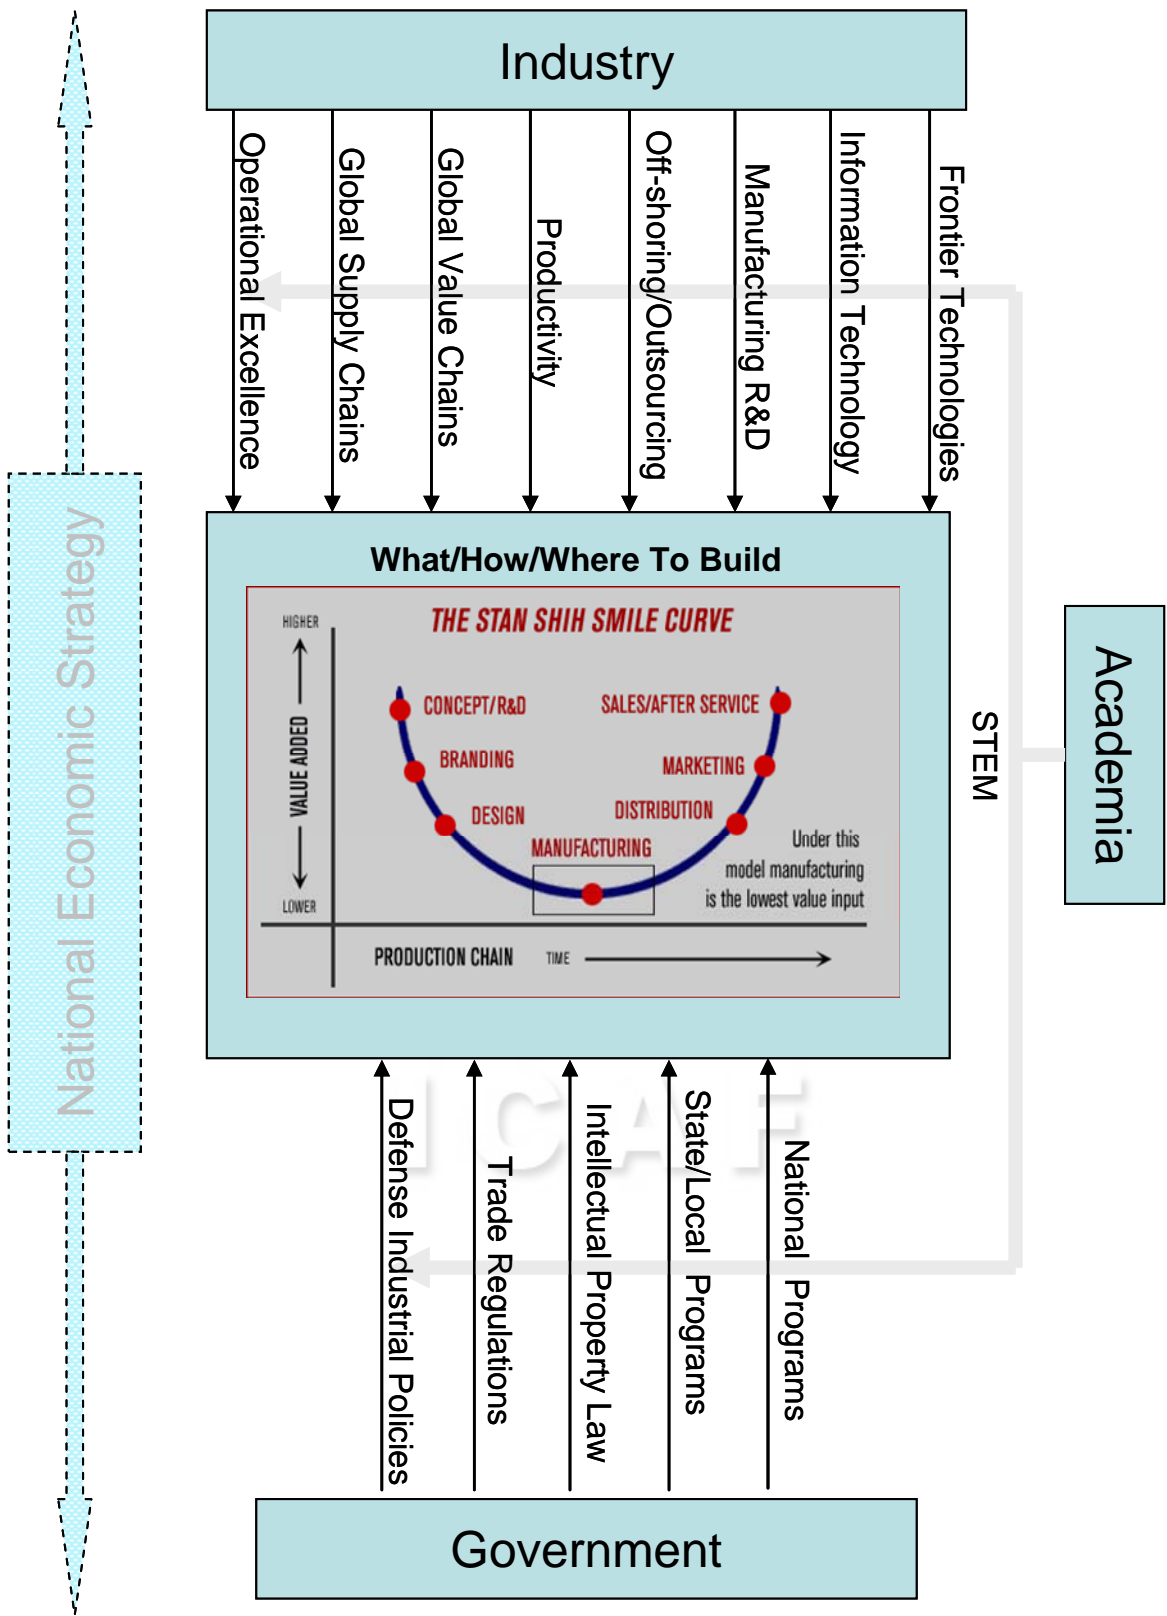 Industry
Operational Excellence
Global Supply Chains
Global Value Chains
Productivity
Off-shoring/Outsourcing
Manufacturing R&D
Information Technology
Frontier Technologies
National Economic Strategy
What/How/Where To Build
THE STAN SHIH SMILE CURVE
HIGHER
VALUE ADDED
LOWER
CONCEPT/R&D
BRANDING
DESIGN
MANUFACTURING
SALES/AFTER SERVICE
MARKETING
DISTRIBUTION
Under this
model manufacturing
is the lowest value input
PRODUCTION CHAIN
TIME
STEM
Academia
ICAF
Defense Industrial Policies
Trade Regulations
Intellectual Property Law
State/Local Programs
National Programs
Government